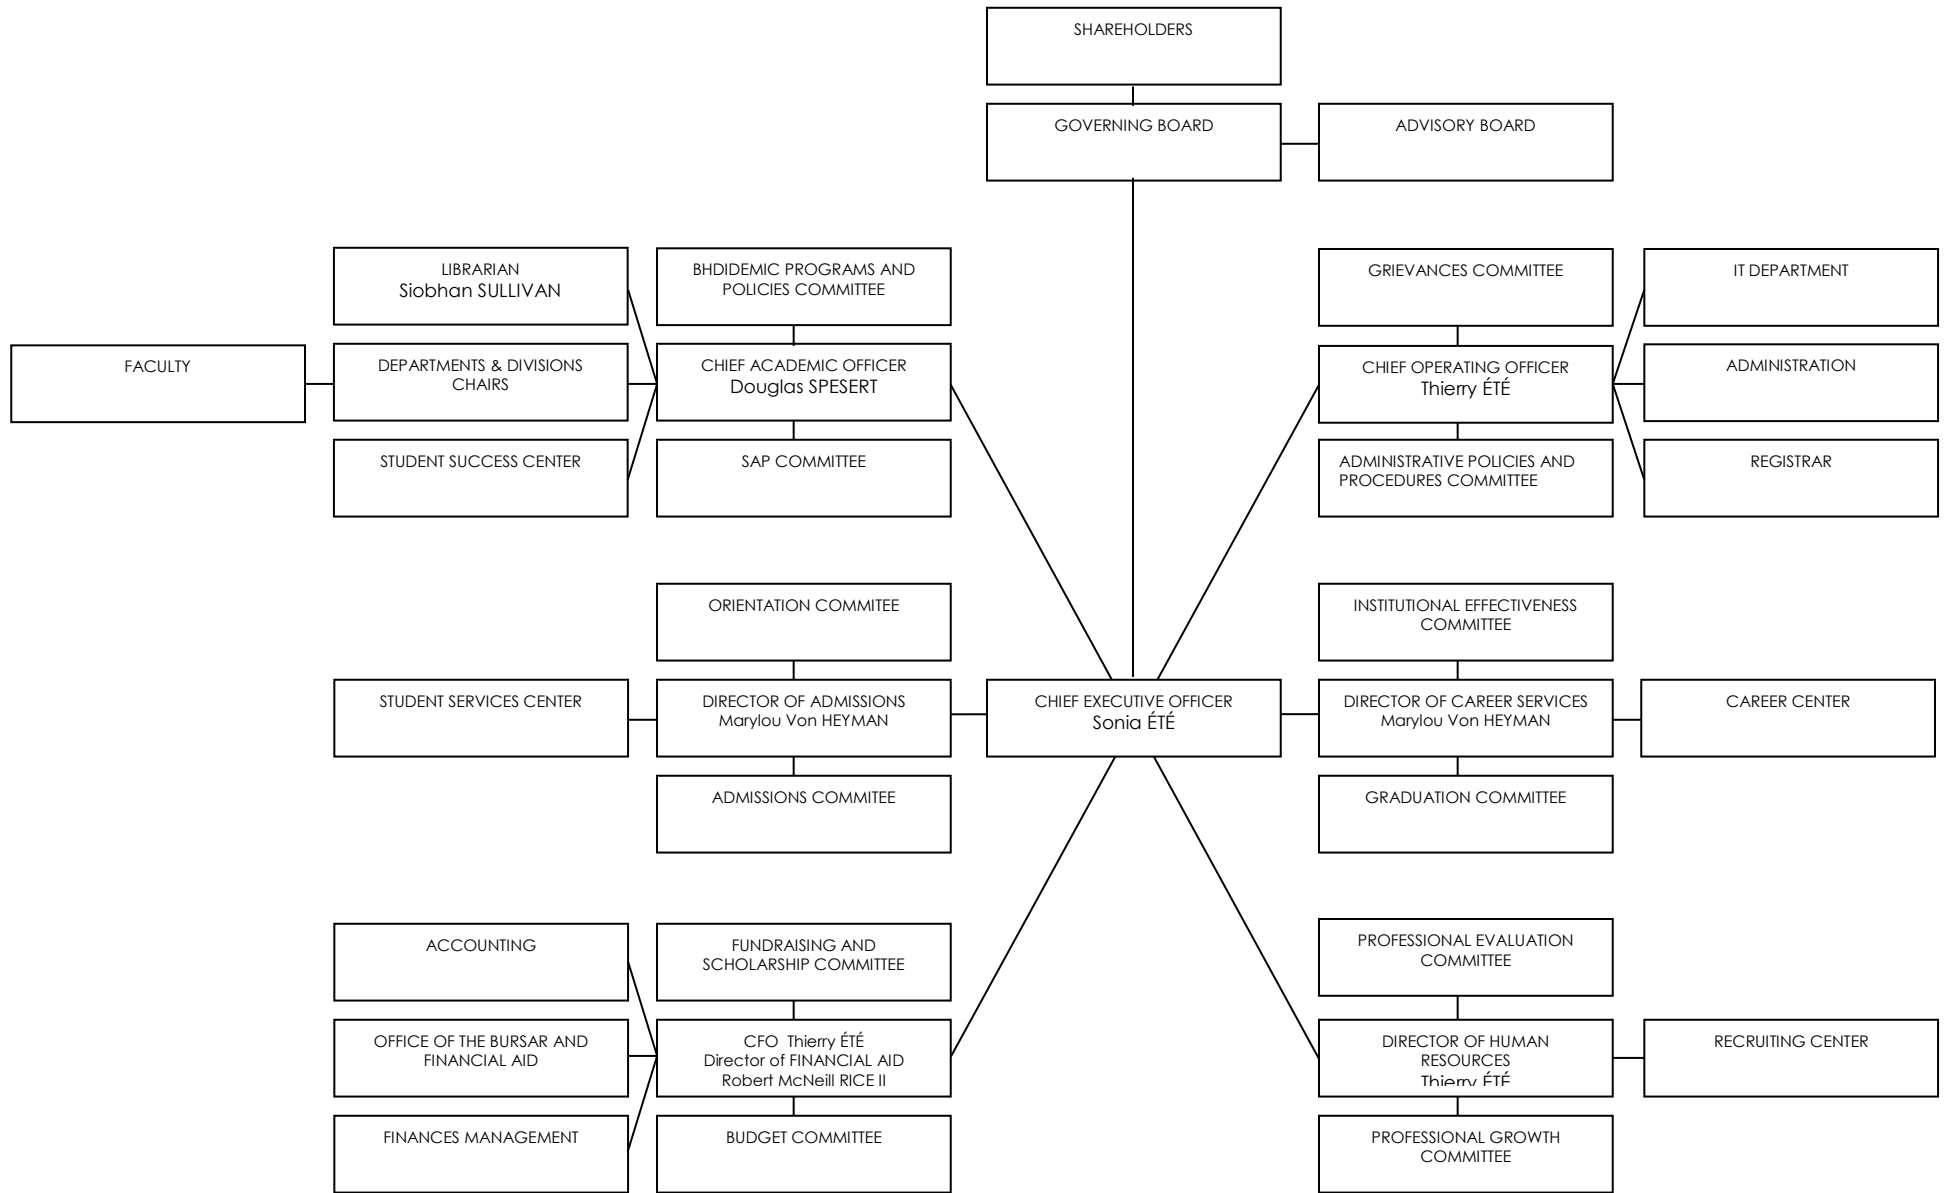 SHAREHOLDERS
GOVERNING BOARD
ADVISORY BOARD
LIBRARIAN
Siobhan SULLIVAN
BHDIDEMIC PROGRAMS AND
POLICIES COMMITTEE
GRIEVANCES COMMITTEE
IT DEPARTMENT
FACULTY
DEPARTMENTS & DIVISIONS
CHAIRS
CHIEF ACADEMIC OFFICER
Douglas SPESERT
CHIEF OPERATING OFFICER
Thierry ÉTÉ
ADMINISTRATION
STUDENT SUCCESS CENTER
SAP COMMITTEE
ADMINISTRATIVE POLICIES AND
PROCEDURES COMMITTEE
REGISTRAR
ORIENTATION COMMITEE
INSTITUTIONAL EFFECTIVENESS
COMMITTEE
STUDENT SERVICES CENTER
DIRECTOR OF ADMISSIONS
Marylou Von HEYMAN
CHIEF EXECUTIVE OFFICER
Sonia ÉTÉ
DIRECTOR OF CAREER SERVICES
Marylou Von HEYMAN
CAREER CENTER
ADMISSIONS COMMITEE
GRADUATION COMMITTEE
ACCOUNTING
FUNDRAISING AND
SCHOLARSHIP COMMITTEE
PROFESSIONAL EVALUATION
COMMITTEE
OFFICE OF THE BURSAR AND
FINANCIAL AID
CFO Thierry ÉTÉ
Director of FINANCIAL AID
Robert McNeill RICE II
DIRECTOR OF HUMAN
RESOURCES
Thierry ÉTÉ
RECRUITING CENTER
FINANCES MANAGEMENT
BUDGET COMMITTEE
PROFESSIONAL GROWTH
COMMITTEE